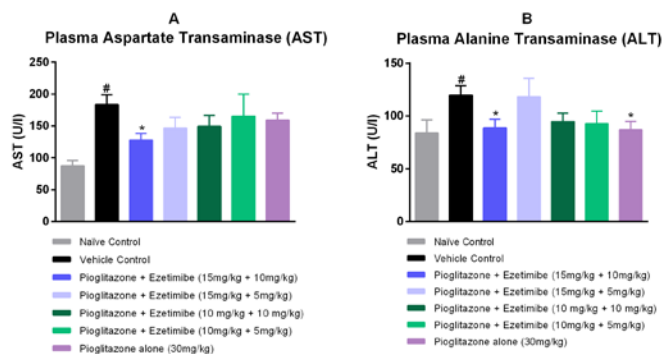 A
Plasma Aspartate Transaminase (AST)
250
200
150
100
50
0
AST (U/I)
#
*
Naïve Control
Vehicle Control
Pioglitazone + Ezetimibe (15mg/kg + 10mg/kg)
Pioglitazone + Ezetimibe (15mg/kg + 5mg/kg)
Pioglitazone + Ezetimibe (10 mg/kg + 10 mg/kg)
Pioglitazone + Ezetimibe (10mg/kg + 5mg/kg)
Pioglitazone alone (30mg/kg)
B
Plasma Alanine Transaminase (ALT)
150
100
50
0
ALT (U/I)
#
*
*
Naïve Control
Vehicle Control
Pioglitazone + Ezetimibe (15mg/kg + 10mg/kg)
Pioglitazone + Ezetimibe (15mg/kg + 5mg/kg)
Pioglitazone + Ezetimibe (10 mg/kg + 10 mg/kg)
Pioglitazone + Ezetimibe (10mg/kg + 5mg/kg)
Pioglitazone alone (30mg/kg)